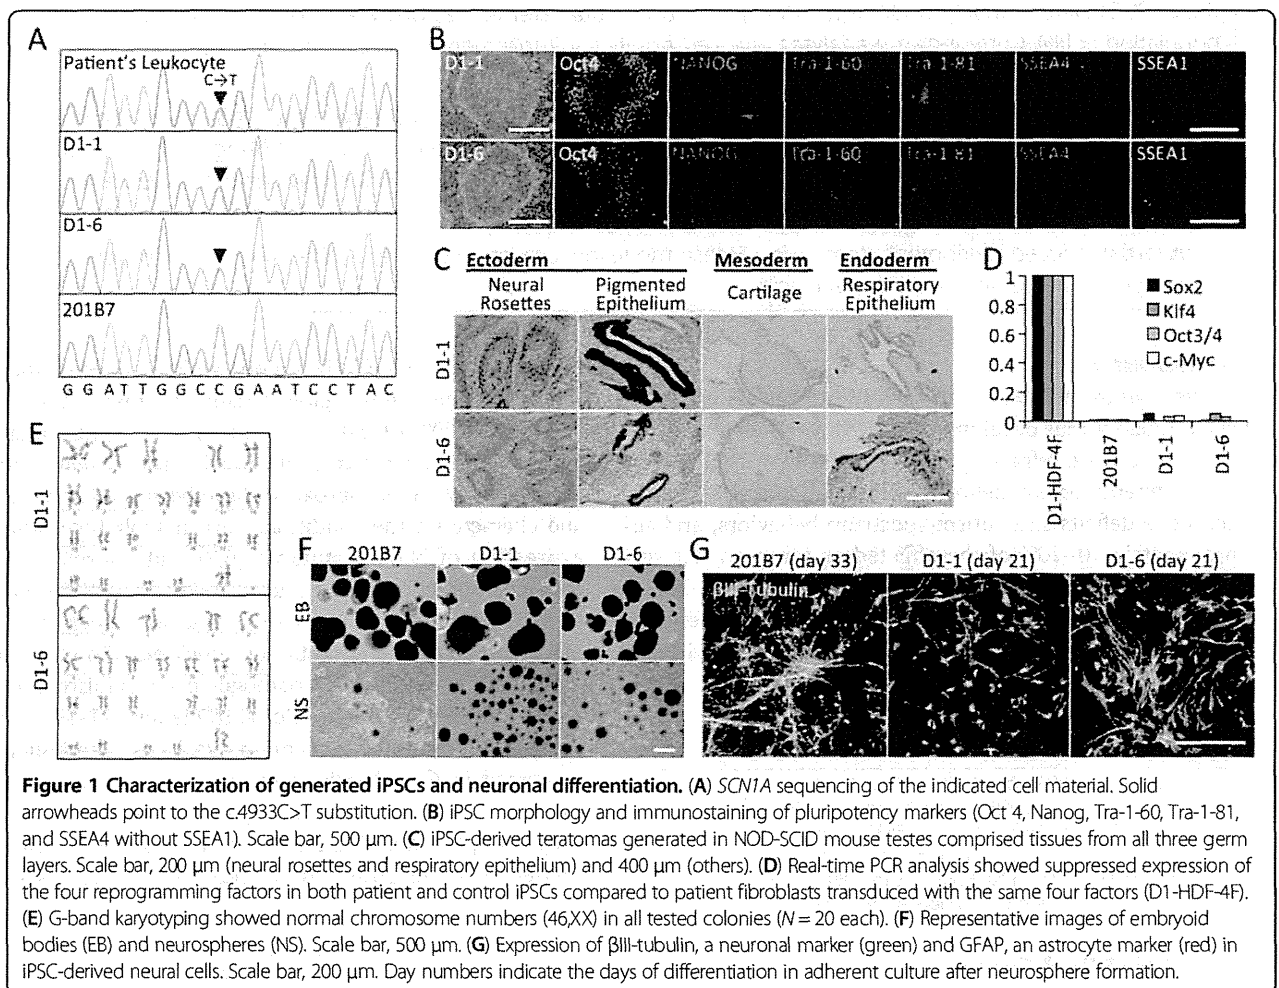 A
Patient's Leukocyte
C→T
D1-1
D1-6
201B7
G G A T T G G C C G A A T C C T A C
B
D1-1 Oct4 NANOG Tra-1-60 Tra-1-81 SSEA4 SSEA1
D1-6 Oct4 NANOG Tra-1-60 Tra-1-81 SSEA4 SSEA1
C
Ectoderm Mesoderm Endoderm
Neural Rosettes
Pigmented Epithelium
Cartilage
Respiratory Epithelium
D1-1
D1-6
D
1
0.8
0.6
0.4
0.2
0
Sox2
Klf4
Oct3/4
c-Myc
D1-HDF-4F
201B7
D1-1
D1-6
E
D1-1
D1-6
F
201B7 D1-1 D1-6
EB
NS
G
201B7 (day 33) D1-1 (day 21) D1-6 (day 21)
βIII-Tubulin
Figure 1 Characterization of generated iPSCs and neuronal differentiation. (A) SCN1A sequencing of the indicated cell material. Solid
arrowheads point to the c.4933C>T substitution. (B) iPSC morphology and immunostaining of pluripotency markers (Oct 4, Nanog, Tra-1-60, Tra-1-81,
and SSEA4 without SSEA1). Scale bar, 500 μm. (C) iPSC-derived teratomas generated in NOD-SCID mouse testes comprised tissues from all three germ
layers. Scale bar, 200 μm (neural rosettes and respiratory epithelium) and 400 μm (others). (D) Real-time PCR analysis showed suppressed expression of
the four reprogramming factors in both patient and control iPSCs compared to patient fibroblasts transduced with the same four factors (D1-HDF-4F).
(E) G-band karyotyping showed normal chromosome numbers (46,XX) in all tested colonies (N = 20 each). (F) Representative images of embryoid
bodies (EB) and neurospheres (NS). Scale bar, 500 μm. (G) Expression of βIII-tubulin, a neuronal marker (green) and GFAP, an astrocyte marker (red) in
iPSC-derived neural cells. Scale bar, 200 μm. Day numbers indicate the days of differentiation in adherent culture after neurosphere formation.